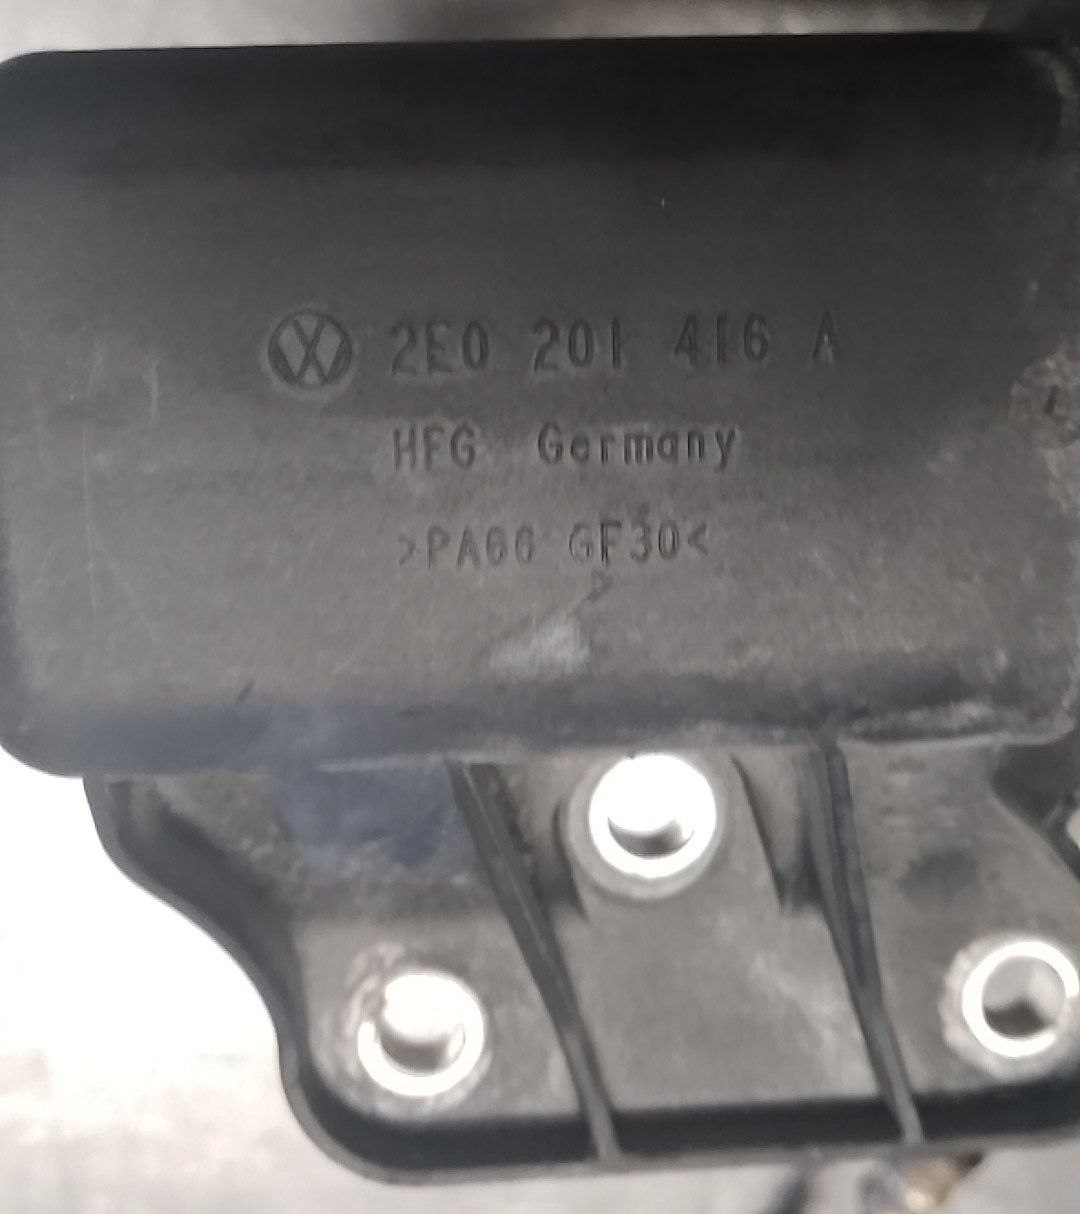 2E0 201 416 A
HFG Germany
>PA66 GF30<